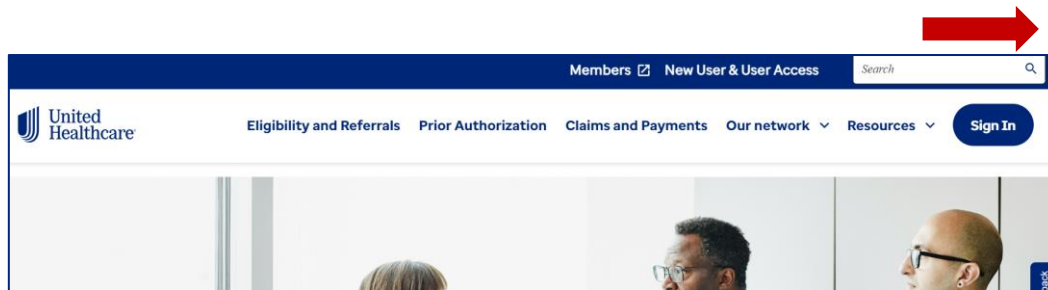 Members New User & User Access Search
United
Healthcare
Eligibility and Referrals Prior Authorization Claims and Payments Our network Resources Sign In